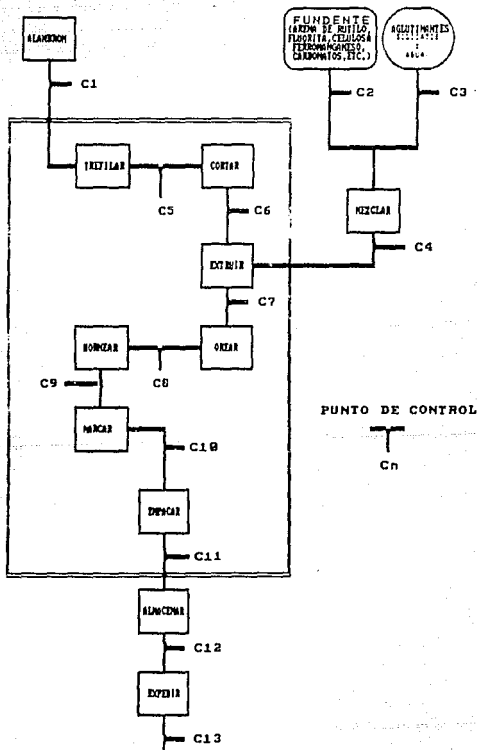 ALAMBRON
FUNDENTE
(ARENA DE RUTILO,
FLUORITA, CELULOSA
FERROMANGANESO,
CARBONATOS, ETC.)
AGLUTINANTES
SILICATOS
Y
AGUA
C1
C2
C3
TREFILAR
CORTAR
C5
C6
MEZCLAR
C4
EXTRUIR
C7
HORNEAR
OREAR
C8
C9
MARCAR
C10
PUNTO DE CONTROL
Cn
EMPACAR
C11
ALMACENAR
C12
EXPEDIR
C13